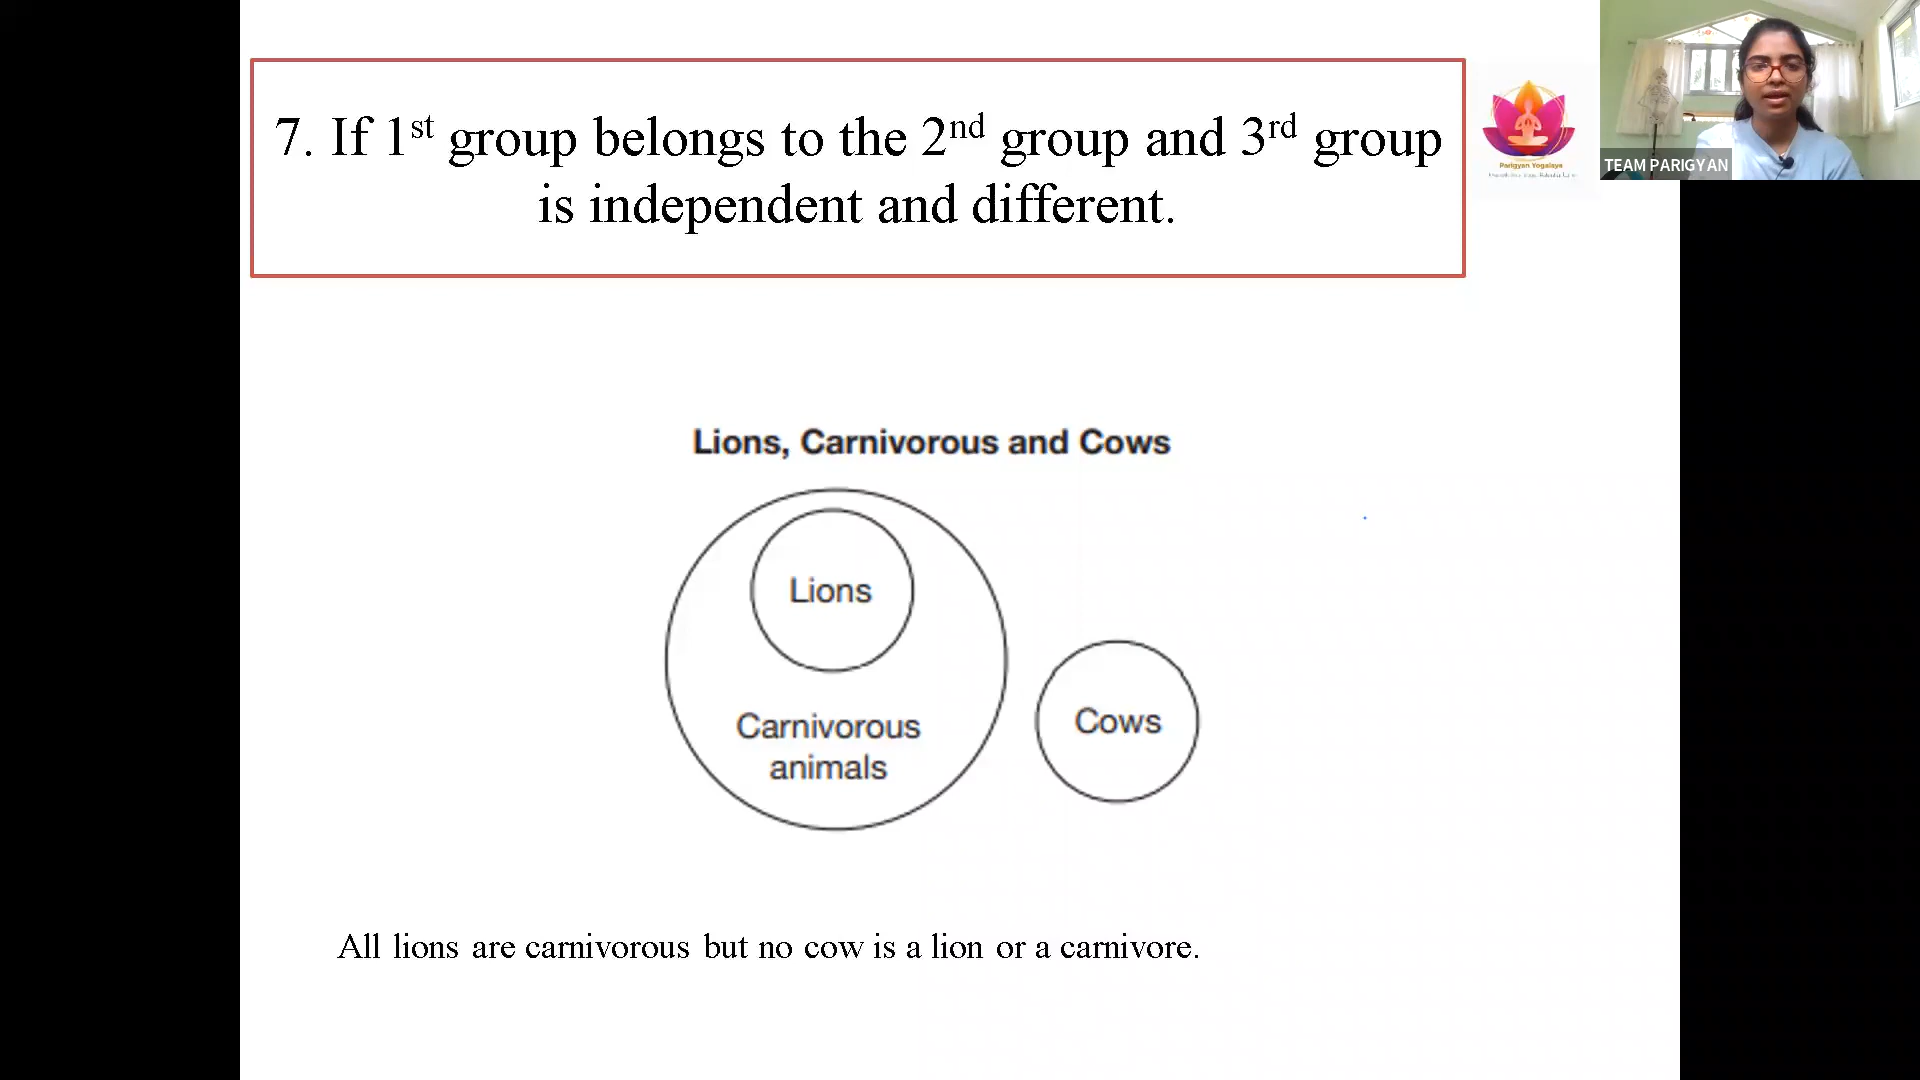 7. If 1st group belongs to the 2nd group and 3rd group
is independent and different.
Parigyan Yogalaya
TEAM PARIGYAN
Lions, Carnivorous and Cows
Lions
Carnivorous
animals
Cows
All lions are carnivorous but no cow is a lion or a carnivore.